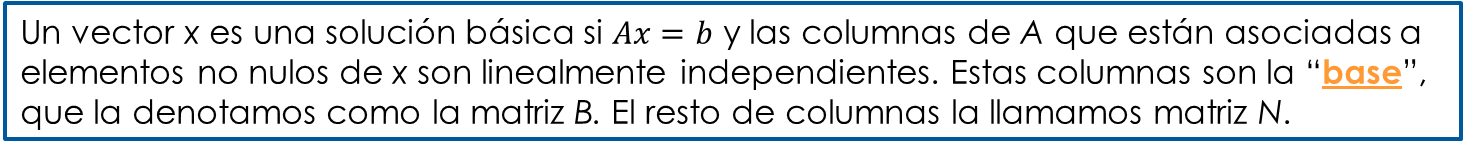 Un vector x es una solución básica si Ax = b y las columnas de A que están asociadas a
elementos no nulos de x son linealmente independientes. Estas columnas son la “base”,
que la denotamos como la matriz B. El resto de columnas la llamamos matriz N.